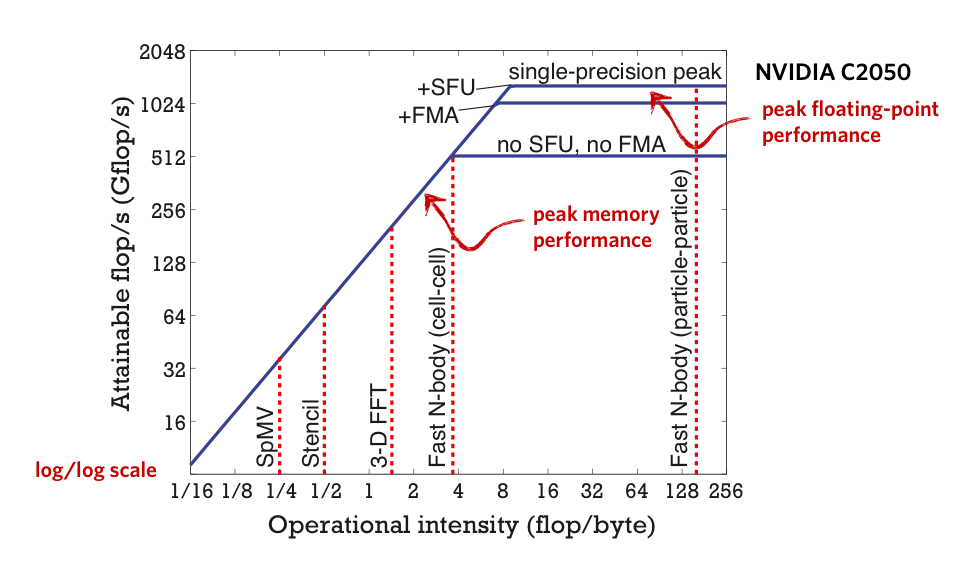 NVIDIA C2050
Attainable flop/s (Gflop/s)
2048
1024
512
256
128
64
32
16
single-precision peak
+SFU
+FMA
no SFU, no FMA
peak floating-point
performance
peak memory
performance
SpMV
Stencil
3-D FFT
Fast N-body (cell-cell)
Fast N-body (particle-particle)
log/log scale
1/16 1/8 1/4 1/2 1 2 4 8 16 32 64 128 256
Operational intensity (flop/byte)